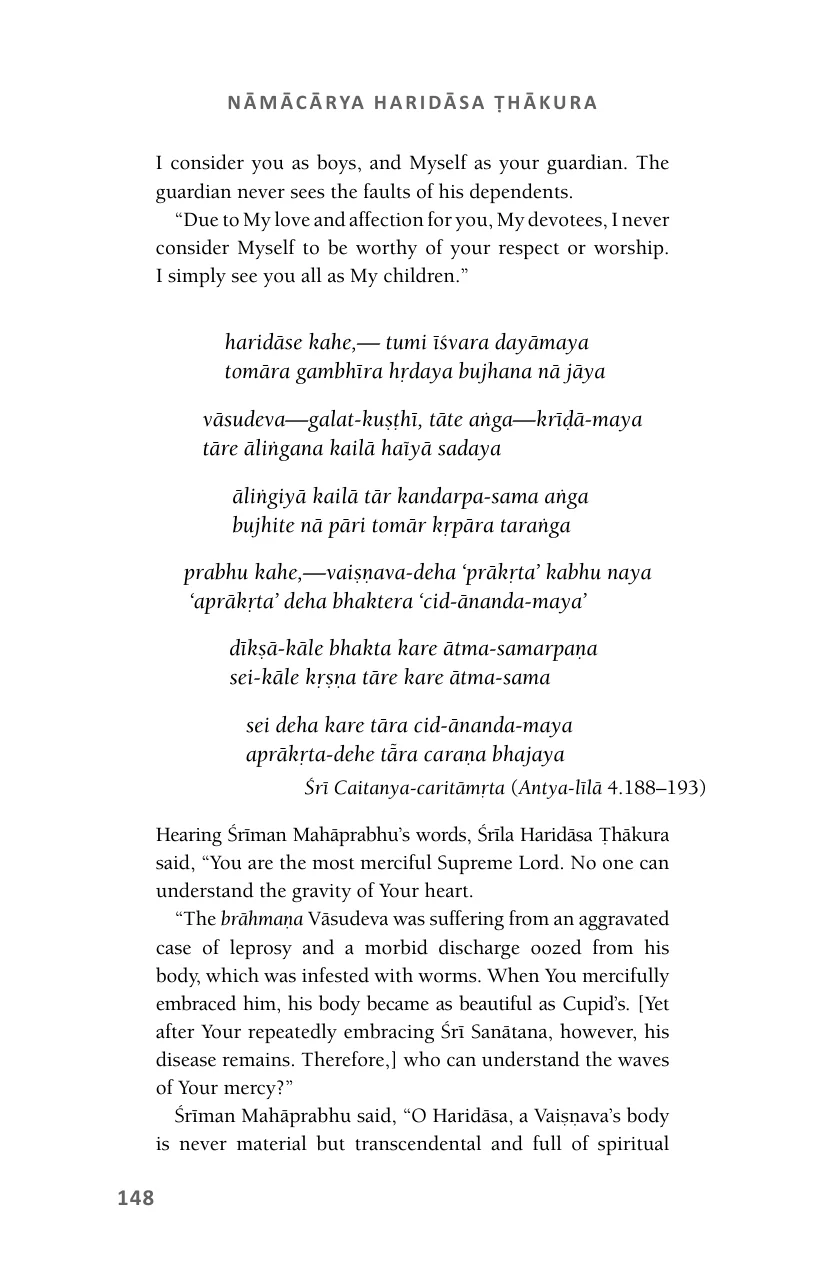 NĀMĀCĀRYA HARIDĀSA ṬHĀKURA
I consider you as boys, and Myself as your guardian. The
guardian never sees the faults of his dependents.
“Due to My love and affection for you, My devotees, I never
consider Myself to be worthy of your respect or worship.
I simply see you all as My children.”
haridāse kahe,— tumi īśvara dayāmaya
tomāra gambhīra hṛdaya bujhana nā jāya
vāsudeva—galat-kuṣṭhī, tāte aṅga—krīḍā-maya
tāre āliṅgana kailā haĩyā sadaya
āliṅgiyā kailā tār kandarpa-sama aṅga
bujhite nā pāri tomār kṛpāra taraṅga
prabhu kahe,—vaiṣṇava-deha ‘prākṛta’ kabhu naya
‘aprākṛta’ deha bhaktera ‘cid-ānanda-maya’
dīkṣā-kāle bhakta kare ātma-samarpaṇa
sei-kāle kṛṣṇa tāre kare ātma-sama
sei deha kare tāra cid-ānanda-maya
aprākṛta-dehe tā̃ra caraṇa bhajaya
Śrī Caitanya-caritāmṛta (Antya-līlā 4.188–193)
Hearing Śrīman Mahāprabhu’s words, Śrīla Haridāsa Ṭhākura
said, “You are the most merciful Supreme Lord. No one can
understand the gravity of Your heart.
“The brāhmaṇa Vāsudeva was suffering from an aggravated
case of leprosy and a morbid discharge oozed from his
body, which was infested with worms. When You mercifully
embraced him, his body became as beautiful as Cupid’s. [Yet
after Your repeatedly embracing Śrī Sanātana, however, his
disease remains. Therefore,] who can understand the waves
of Your mercy?”
Śrīman Mahāprabhu said, “O Haridāsa, a Vaiṣṇava’s body
is never material but transcendental and full of spiritual
148